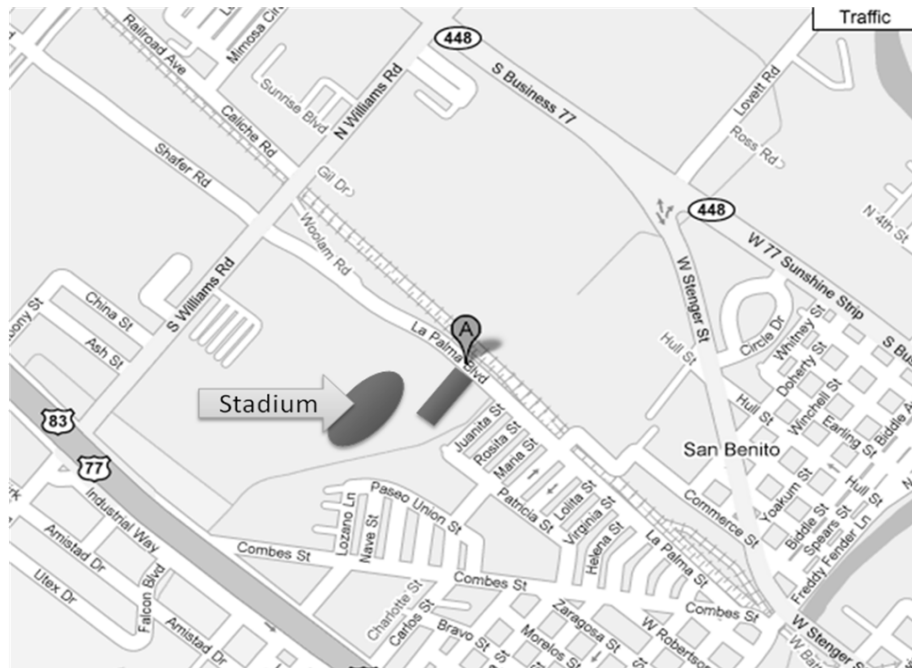 Traffic
Railroad Ave
Mimosa Cir
448
S Business 77
Lovett Rd
N Williams Rd
Sunrise Blvd
Caliche Rd
Ross Rd
Shafer Rd
Gil Dr
448
N 4th St
Woolam Rd
W 77 Sunshine Strip
S Williams Rd
W Stenger St
China St
La Palma Blvd
A
Circle Dr
Whitney St
Hull St
Ash St
Doherty St
Stadium
Winchell St
Juanita St
Hull St
Earling St
83
Rosita St
Maria St
San Benito
Biddle
77
Yoakum St
Hull St
Industrial Way
Paseo Union St
Patricia St
Lolita St
Virginia St
Commerce St
Biddle St
Spears St
Freddy Fender Ln
Lozano Ln
Nave St
Helena St
La Palma St
Amistad Dr
Combes St
Combes St
Combes St
Utex Dr
Falcon Blvd
Charlotte St
Carlos St
Zaragosa St
Amistad Dr
Bravo St
Morelos St
W Robertson
W Stenger St